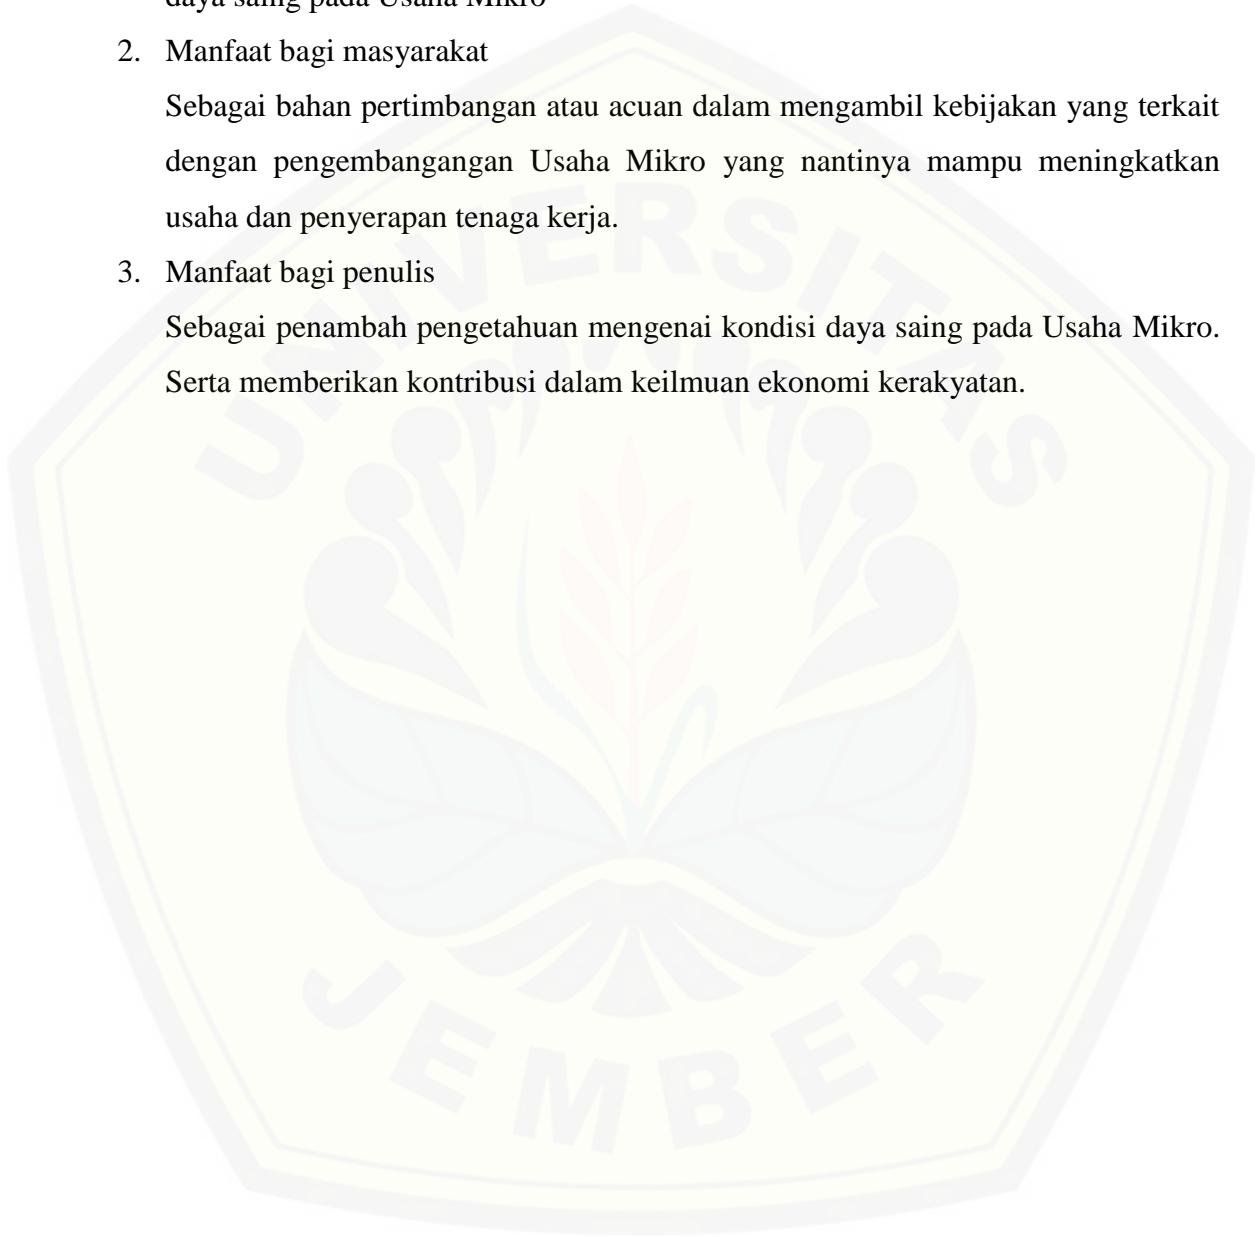 daya saing pada Usaha Mikro
2. Manfaat bagi masyarakat
Sebagai bahan pertimbangan atau acuan dalam mengambil kebijakan yang terkait
dengan pengembangangan Usaha Mikro yang nantinya mampu meningkatkan
usaha dan penyerapan tenaga kerja.
3. Manfaat bagi penulis
Sebagai penambah pengetahuan mengenai kondisi daya saing pada Usaha Mikro.
Serta memberikan kontribusi dalam keilmuan ekonomi kerakyatan.
UNIVERSITAS
JEMBER